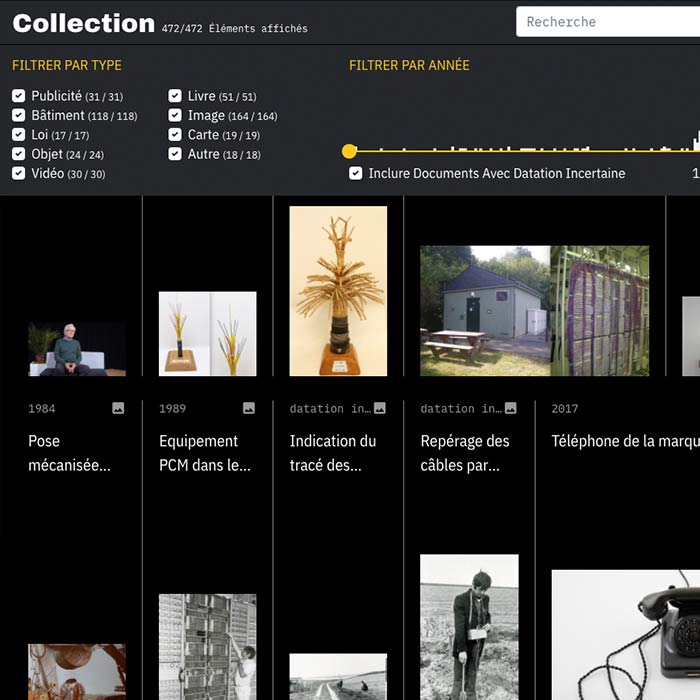 Collection 472/472 Éléments affichés
Recherche
FILTRER PAR TYPE
FILTRER PAR ANNÉE
Publicité (31 / 31)
Livre (51 / 51)
Bâtiment (118 / 118)
Image (164 / 164)
Loi (17 / 17)
Carte (19 / 19)
Objet (24 / 24)
Autre (18 / 18)
Vidéo (30 / 30)
Inclure Documents Avec Datation Incertaine
1
1984
1989
datation in…
datation in…
2017
Pose
mécanisée...
Equipement
PCM dans le...
Indication du
tracé des...
Repérage des
câbles par...
Téléphone de la marqu